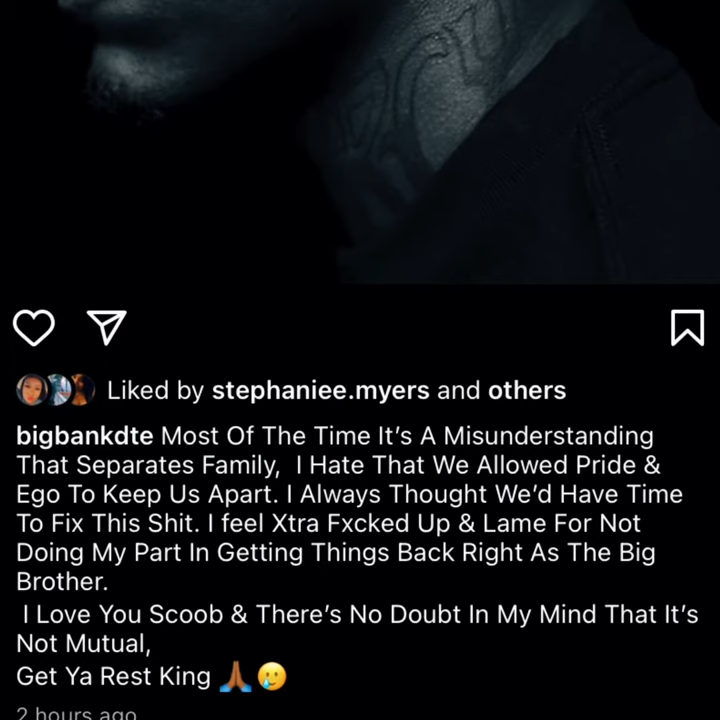 Liked by stephaniee.myers and others
bigbankdte Most Of The Time It's A Misunderstanding
That Separates Family,  I Hate That We Allowed Pride &
Ego To Keep Us Apart. I Always Thought We'd Have Time
To Fix This Shit. I feel Xtra Fxcked Up & Lame For Not
Doing My Part In Getting Things Back Right As The Big
Brother.
I Love You Scoob & There's No Doubt In My Mind That It's
Not Mutual,
Get Ya Rest King 🙏🏾🥲
2 hours ago